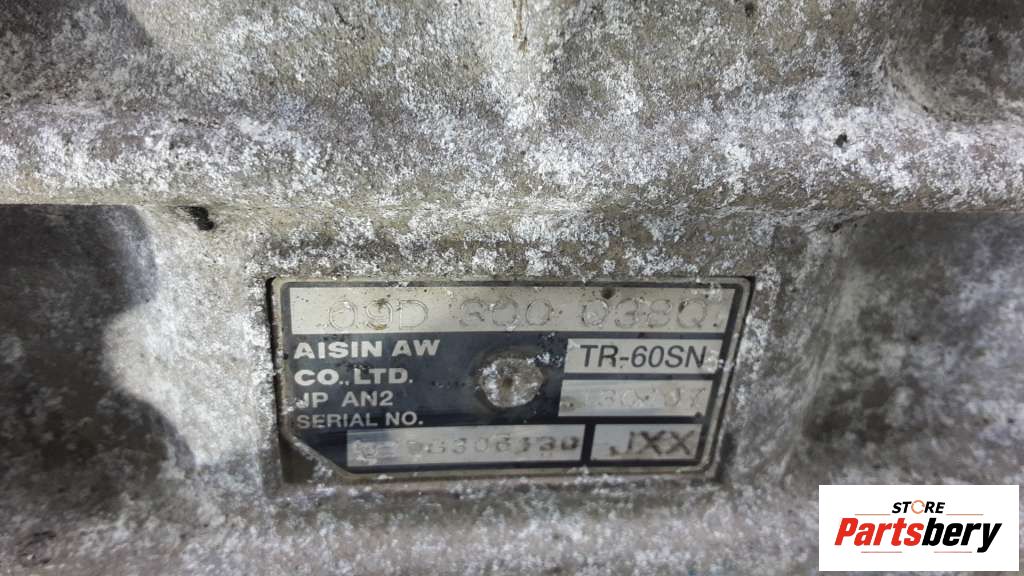 09D 300 038Q
AISIN AW
CO.,LTD.
TR-60SN
JP AN2
SERIAL NO.
JXX
STORE
Partsbery